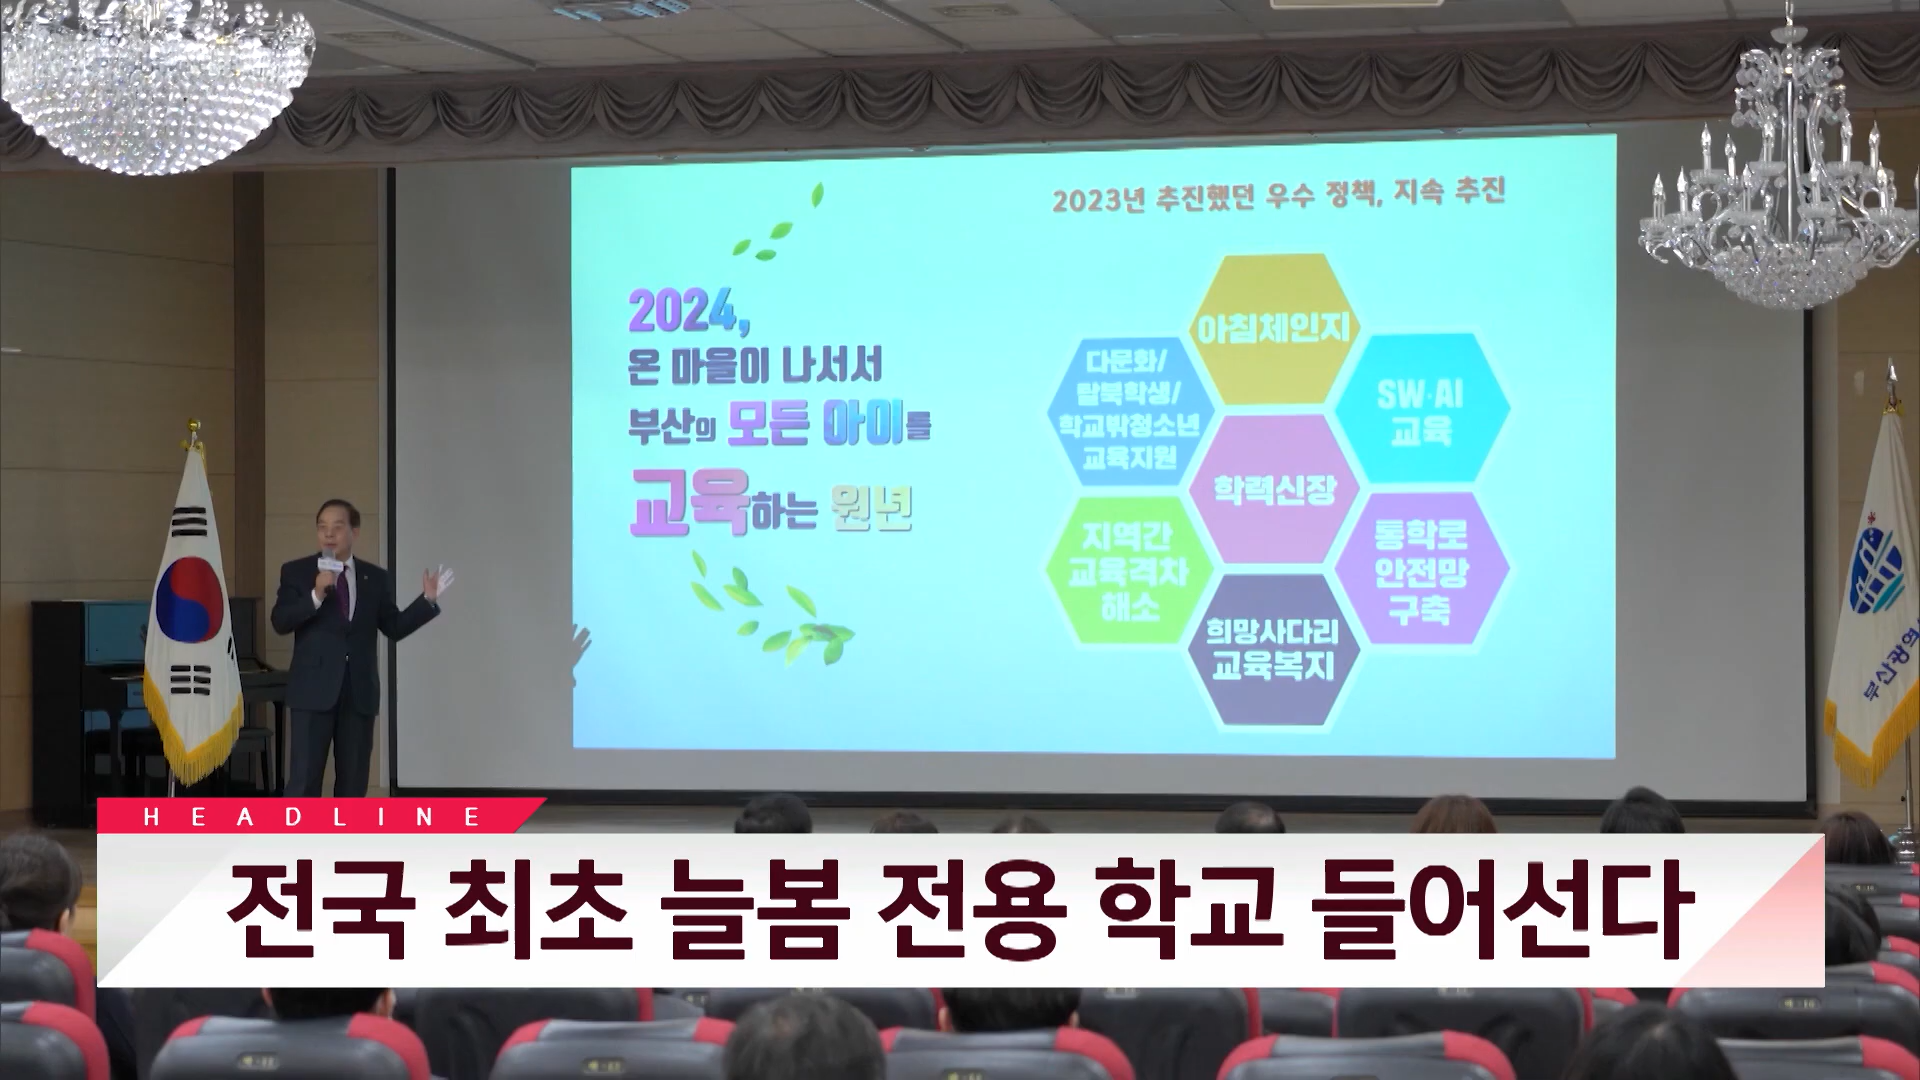 2023년 추진했던 우수 정책, 지속 추진
2024,
온 마을이 나서서
부산의 모든 아이를
교육하는 원년
아침체인지
다문화/
탈북학생/
학교밖청소년
교육지원
SW·AI
교육
학력신장
지역간
교육격차
해소
통학로
안전망
구축
희망사다리
교육복지
부산광역
HEADLINE
전국 최초 늘봄 전용 학교 들어선다